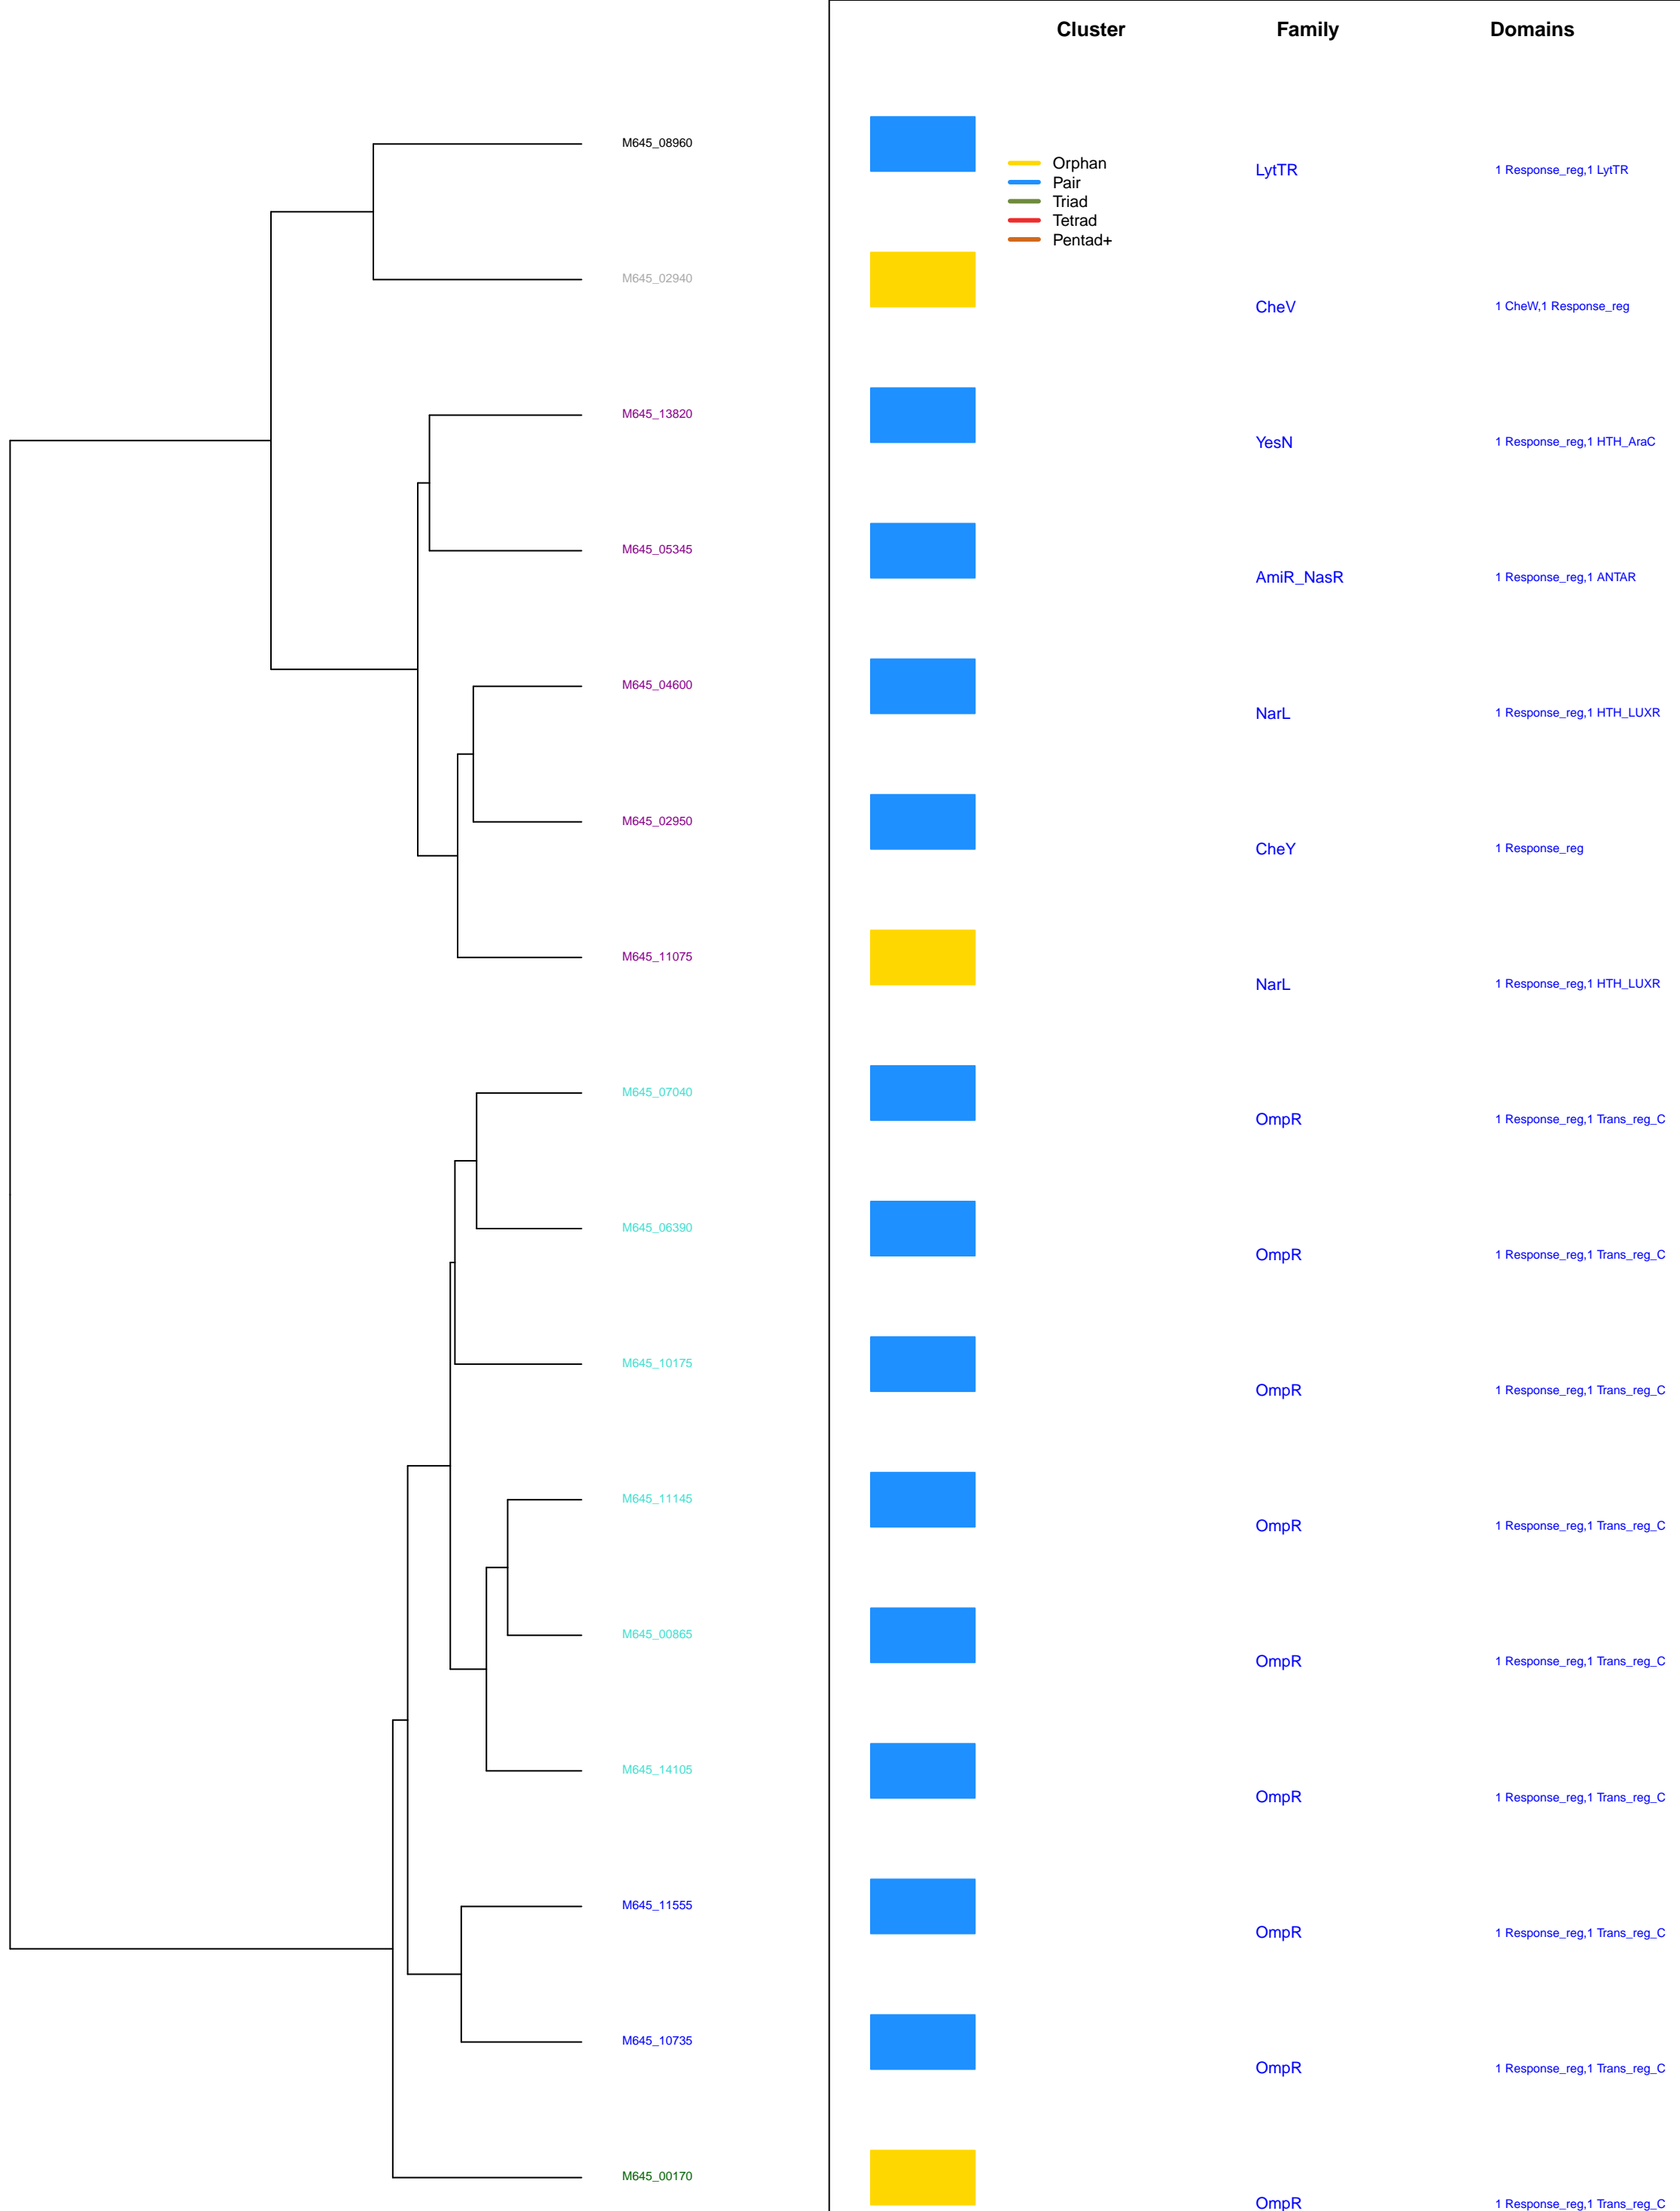 Cluster Family Domains
M645_08960
Orphan
LytTR 1 Response_reg,1 LytTR
Pair
Triad
Tetrad
Pentad+
M645_02940
CheV 1 CheW,1 Response_reg
M645_13820
YesN 1 Response_reg,1 HTH_AraC
M645_05345
AmiR_NasR 1 Response_reg,1 ANTAR
M645_04600
NarL 1 Response_reg,1 HTH_LUXR
M645_02950
CheY 1 Response_reg
M645_11075
NarL 1 Response_reg,1 HTH_LUXR
M645_07040
OmpR 1 Response_reg,1 Trans_reg_C
M645_06390
OmpR 1 Response_reg,1 Trans_reg_C
M645_10175
OmpR 1 Response_reg,1 Trans_reg_C
M645_11145
OmpR 1 Response_reg,1 Trans_reg_C
M645_00865
OmpR 1 Response_reg,1 Trans_reg_C
M645_14105
OmpR 1 Response_reg,1 Trans_reg_C
M645_11555
OmpR 1 Response_reg,1 Trans_reg_C
M645_10735
OmpR 1 Response_reg,1 Trans_reg_C
M645_00170
OmpR 1 Response_reg,1 Trans_reg_C